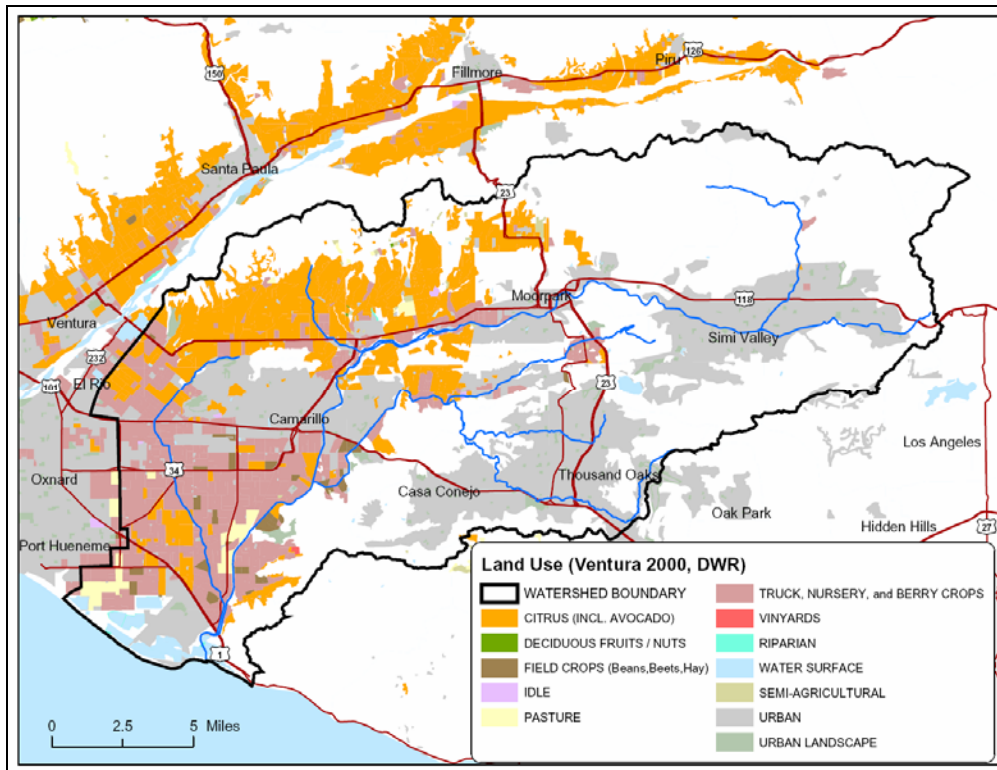 150
Fillmore
Piru
126
Santa Paula
23
Moorpark
118
Simi Valley
Ventura
232
El Rio
101
23
Camarillo
34
Oxnard
Casa Conejo
Thousand Oaks
Los Angeles
Oak Park
Hidden Hills
27
Port Hueneme
1
0 2.5 5 Miles
Land Use (Ventura 2000, DWR)
WATERSHED BOUNDARY
CITRUS (INCL. AVOCADO)
DECIDUOUS FRUITS / NUTS
FIELD CROPS (Beans,Beets,Hay)
IDLE
PASTURE
TRUCK, NURSERY, and BERRY CROPS
VINYARDS
RIPARIAN
WATER SURFACE
SEMI-AGRICULTURAL
URBAN
URBAN LANDSCAPE